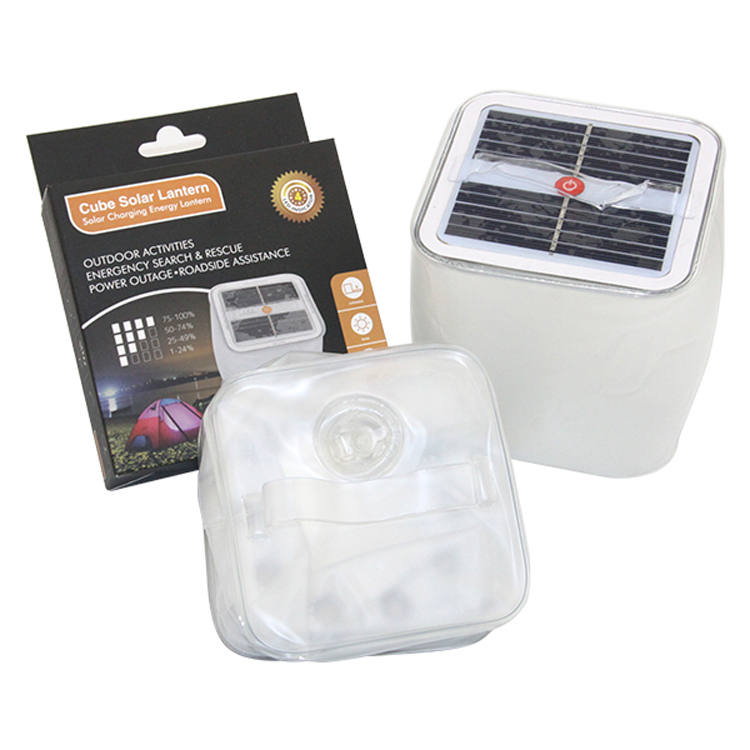 Cube Solar Lantern
Solar Charging Energy Lantern
OUTDOOR ACTIVITIES
EMERGENCY SEARCH & RESCUE
POWER OUTAGE•ROADSIDE ASSISTANCE
75-100%
50-74%
25-49%
1-24%